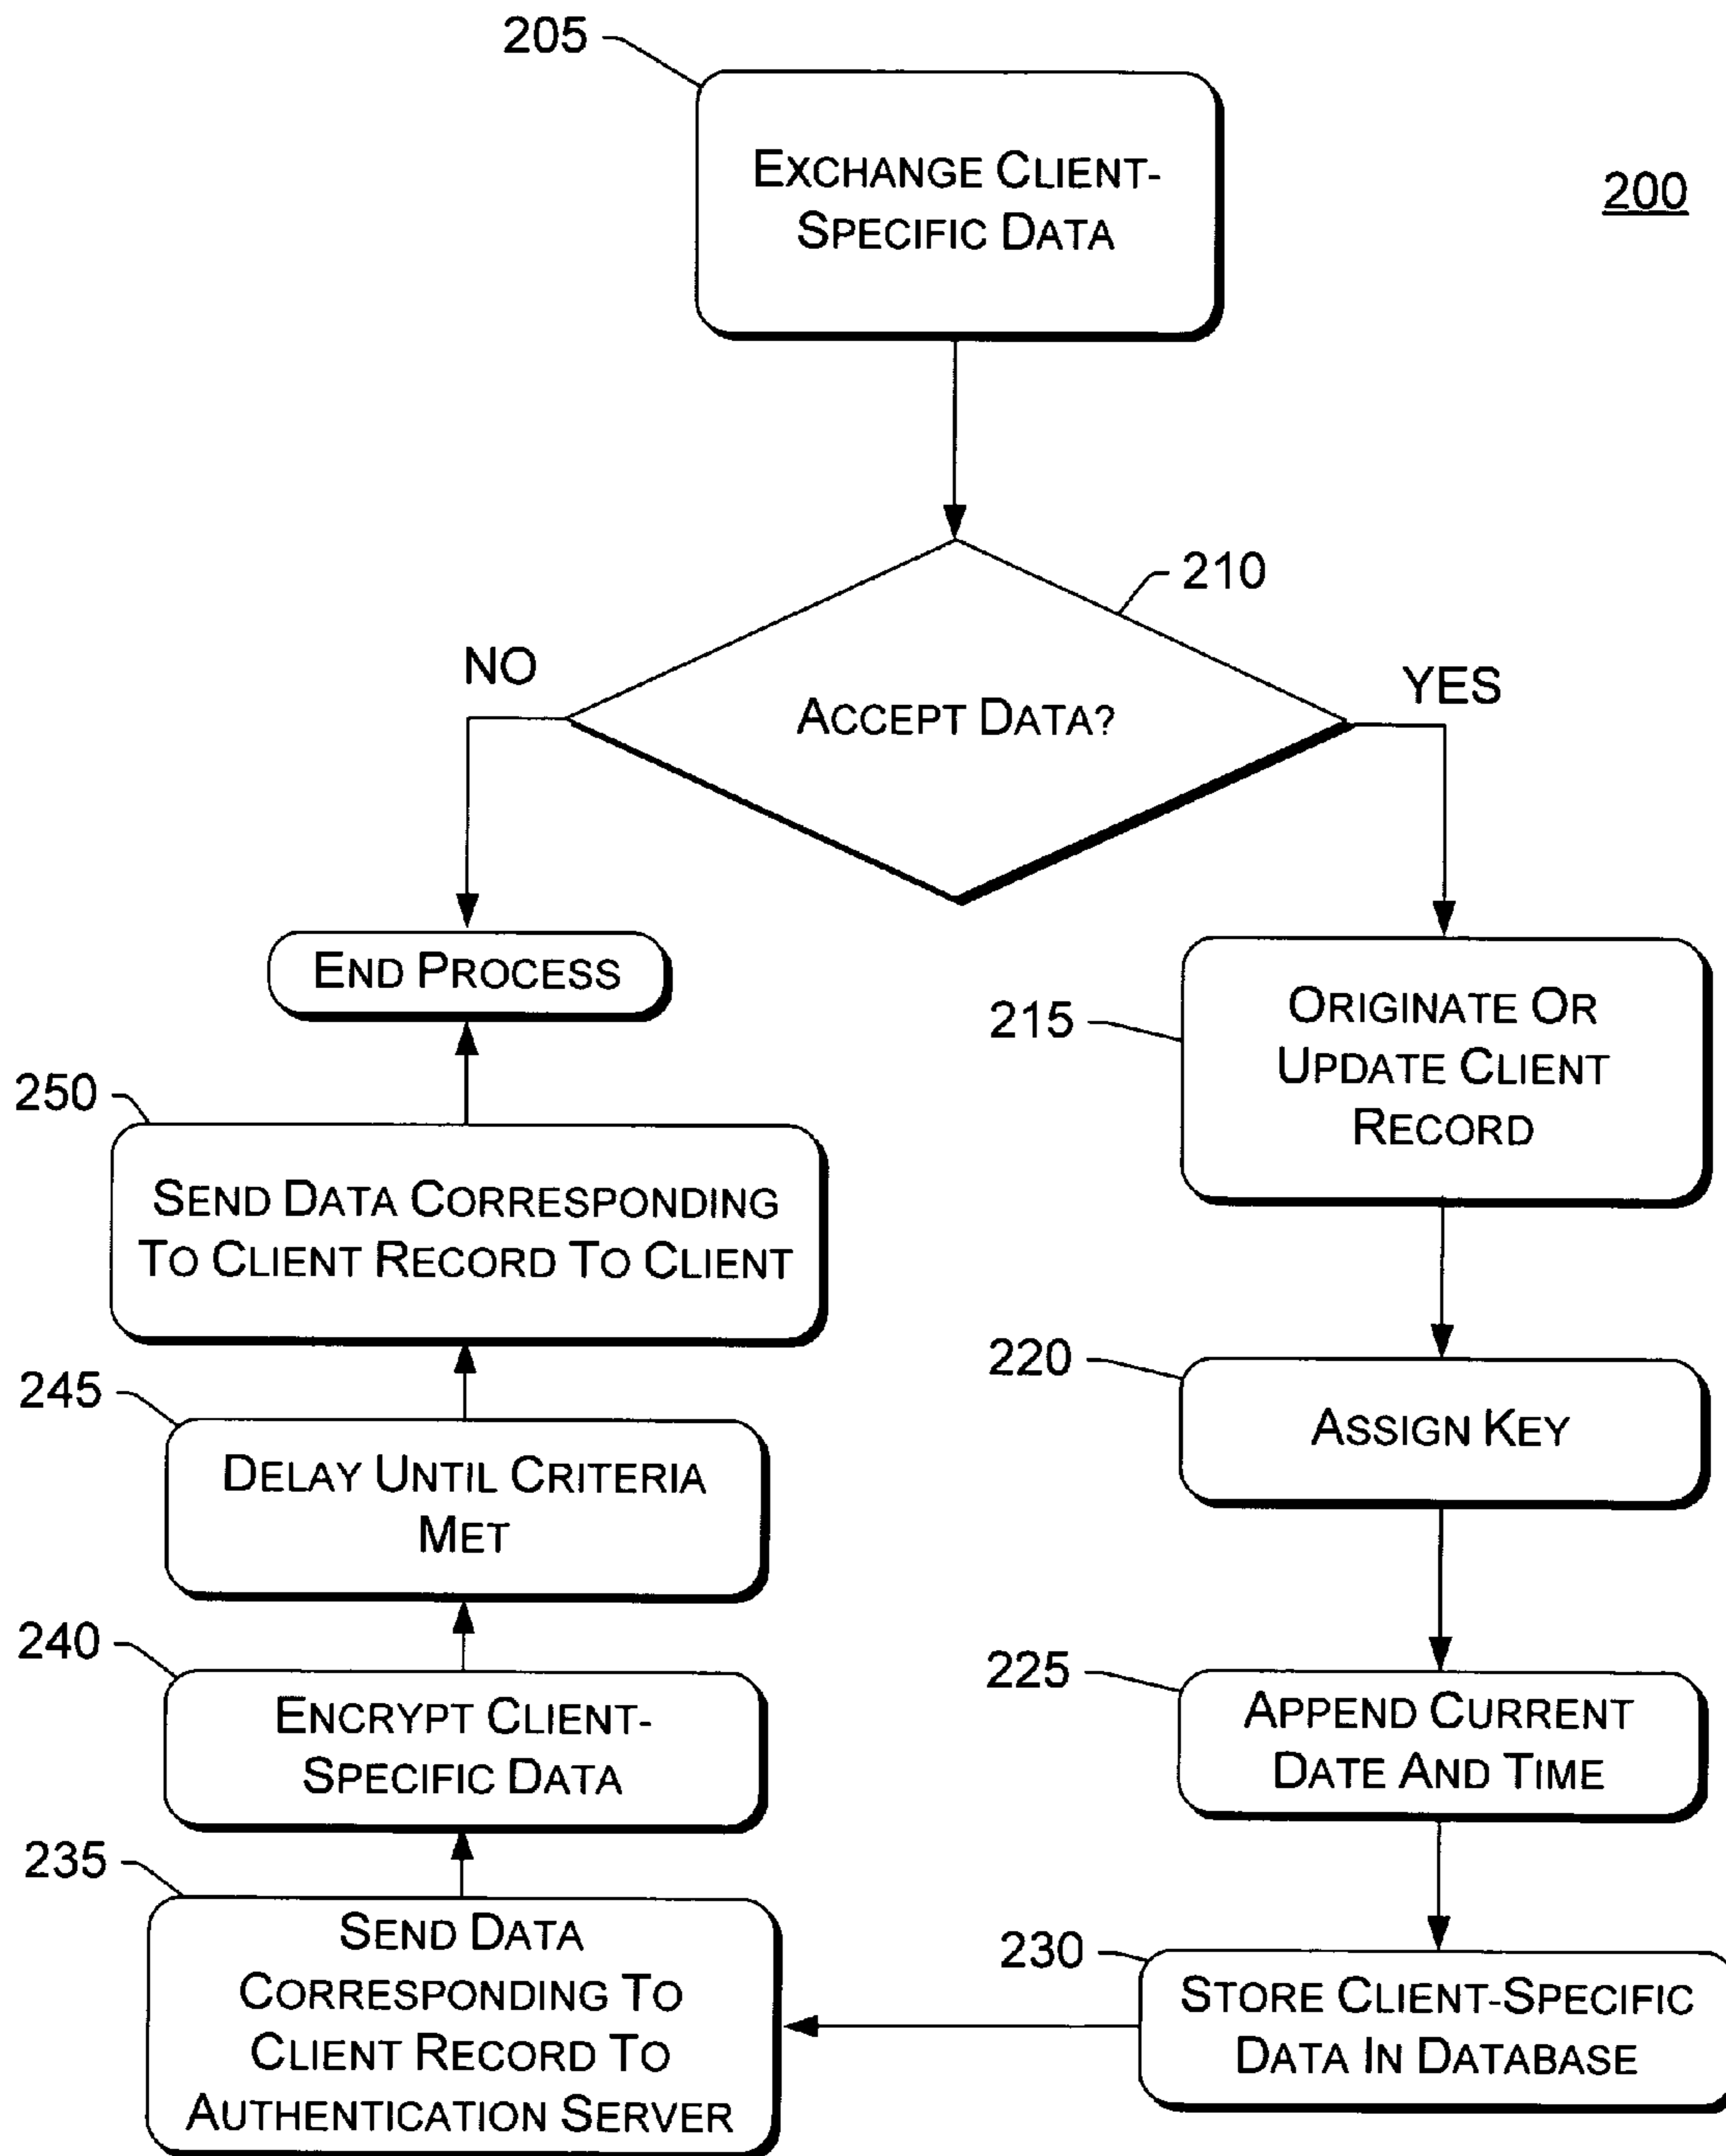 205
EXCHANGE CLIENT-
SPECIFIC DATA
200
210
NO
YES
ACCEPT DATA?
END PROCESS
215
ORIGINATE OR
UPDATE CLIENT
RECORD
250
SEND DATA CORRESPONDING
TO CLIENT RECORD TO CLIENT
220
ASSIGN KEY
245
DELAY UNTIL CRITERIA
MET
225
APPEND CURRENT
DATE AND TIME
240
ENCRYPT CLIENT-
SPECIFIC DATA
230
STORE CLIENT-SPECIFIC
DATA IN DATABASE
235
SEND DATA
CORRESPONDING TO
CLIENT RECORD TO
AUTHENTICATION SERVER